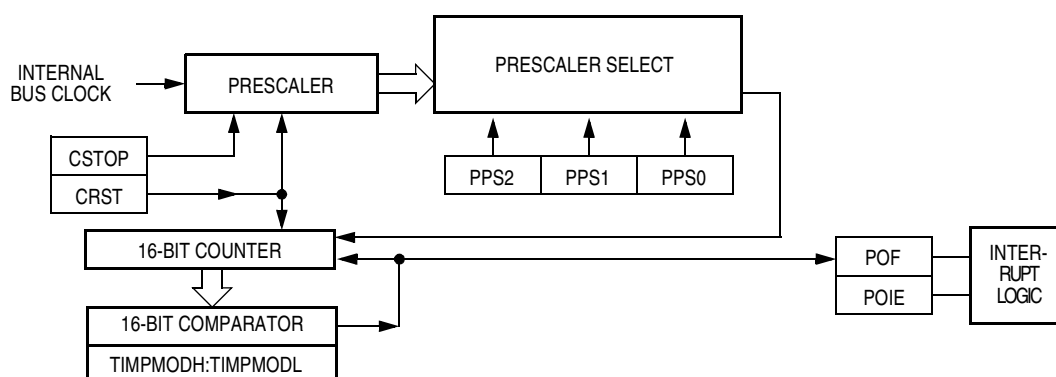 INTERNAL
BUS CLOCK
PRESCALER
PRESCALER SELECT
CSTOP
CRST
PPS2
PPS1
PPS0
16-BIT COUNTER
16-BIT COMPARATOR
TIMPMODH:TIMPMODL
POF
POIE
INTER-
RUPT
LOGIC